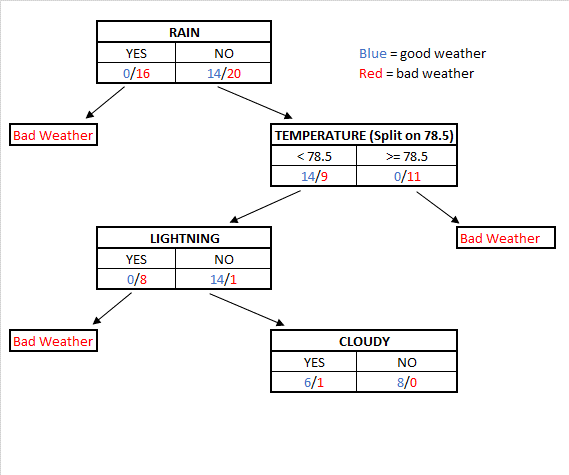 RAIN
YES NO
0/16 14/20
Blue = good weather
Red = bad weather
Bad Weather
TEMPERATURE (Split on 78.5)
< 78.5 >= 78.5
14/9 0/11
LIGHTNING
YES NO
0/8 14/1
Bad Weather
Bad Weather
CLOUDY
YES NO
6/1 8/0